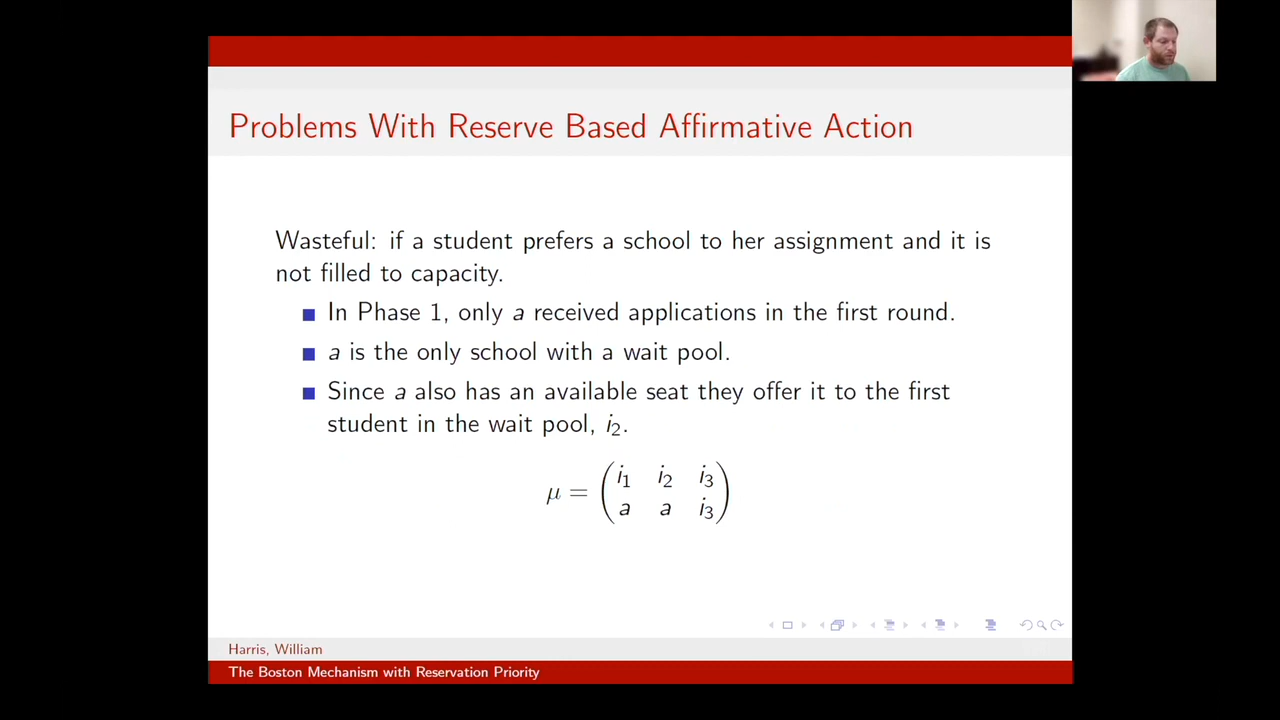 Problems With Reserve Based Affirmative Action
Wasteful: if a student prefers a school to her assignment and it is
not filled to capacity.
In Phase 1, only a received applications in the first round.
a is the only school with a wait pool.
Since a also has an available seat they offer it to the first
student in the wait pool, i₂.
μ = (i₁ i₂ i₃
a a i₃)
Harris, William
The Boston Mechanism with Reservation Priority